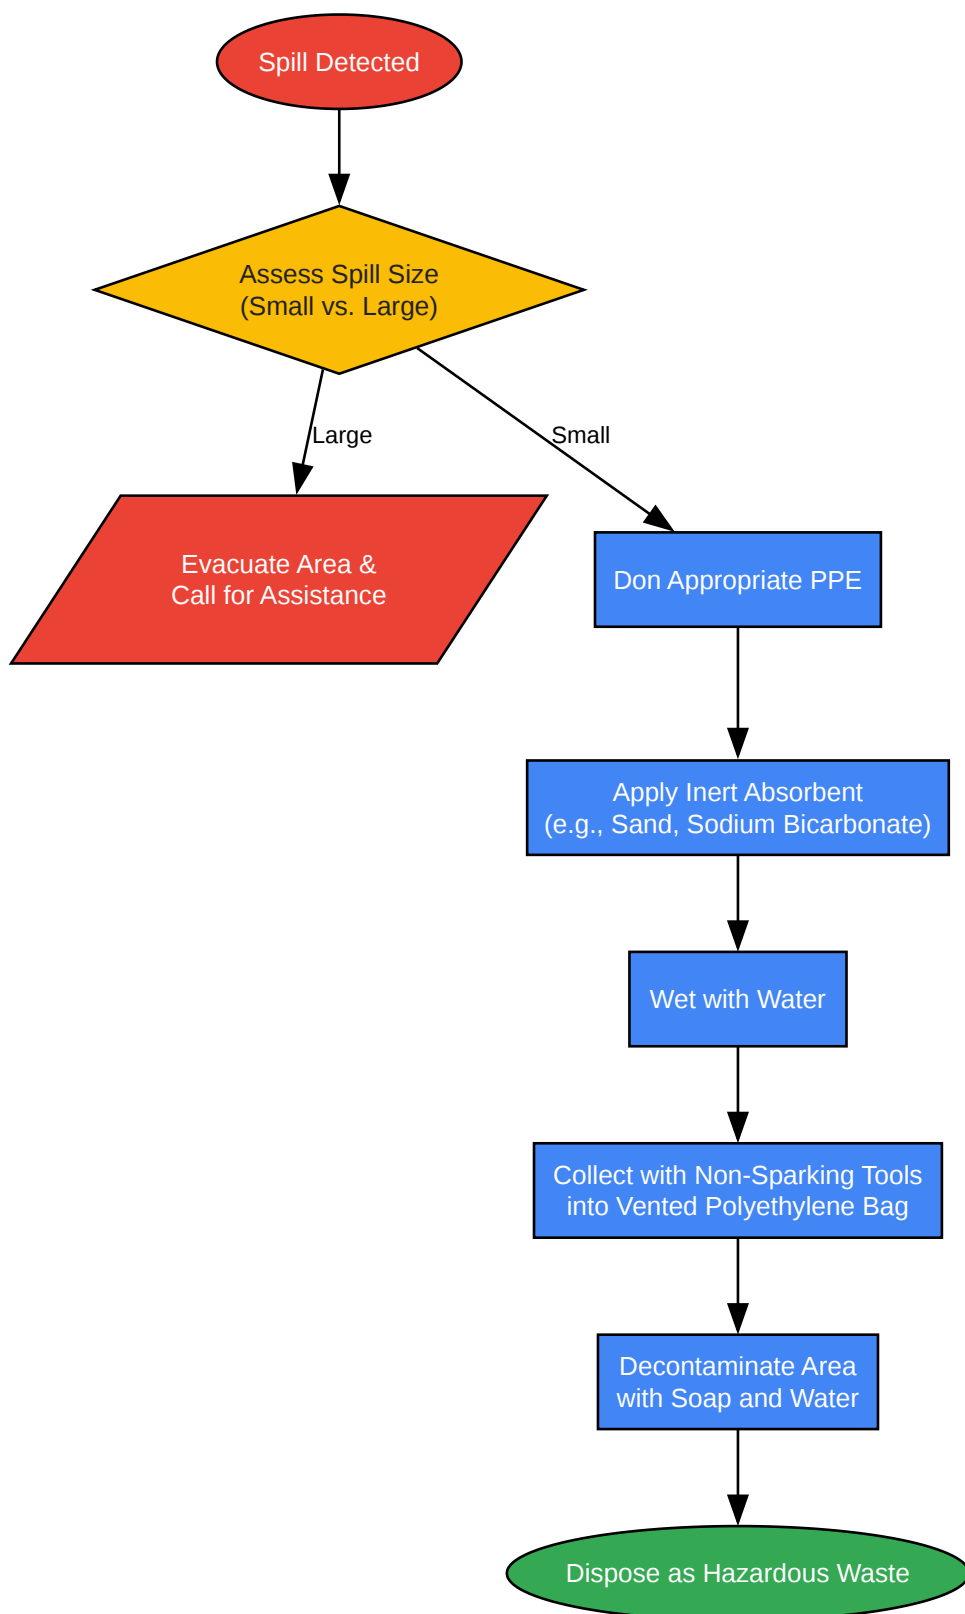 Spill Detected
Assess Spill Size
(Small vs. Large)
Large
Small
Evacuate Area &
Call for Assistance
Don Appropriate PPE
Apply Inert Absorbent
(e.g., Sand, Sodium Bicarbonate)
Wet with Water
Collect with Non-Sparking Tools
into Vented Polyethylene Bag
Decontaminate Area
with Soap and Water
Dispose as Hazardous Waste